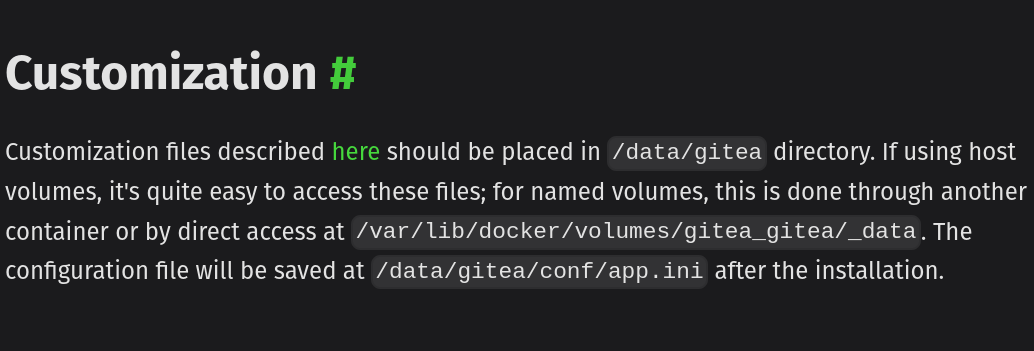 Customization #
Customization files described here should be placed in /data/gitea directory. If using host
volumes, it's quite easy to access these files; for named volumes, this is done through another
container or by direct access at /var/lib/docker/volumes/gitea_gitea/_data. The
configuration file will be saved at /data/gitea/conf/app.ini after the installation.